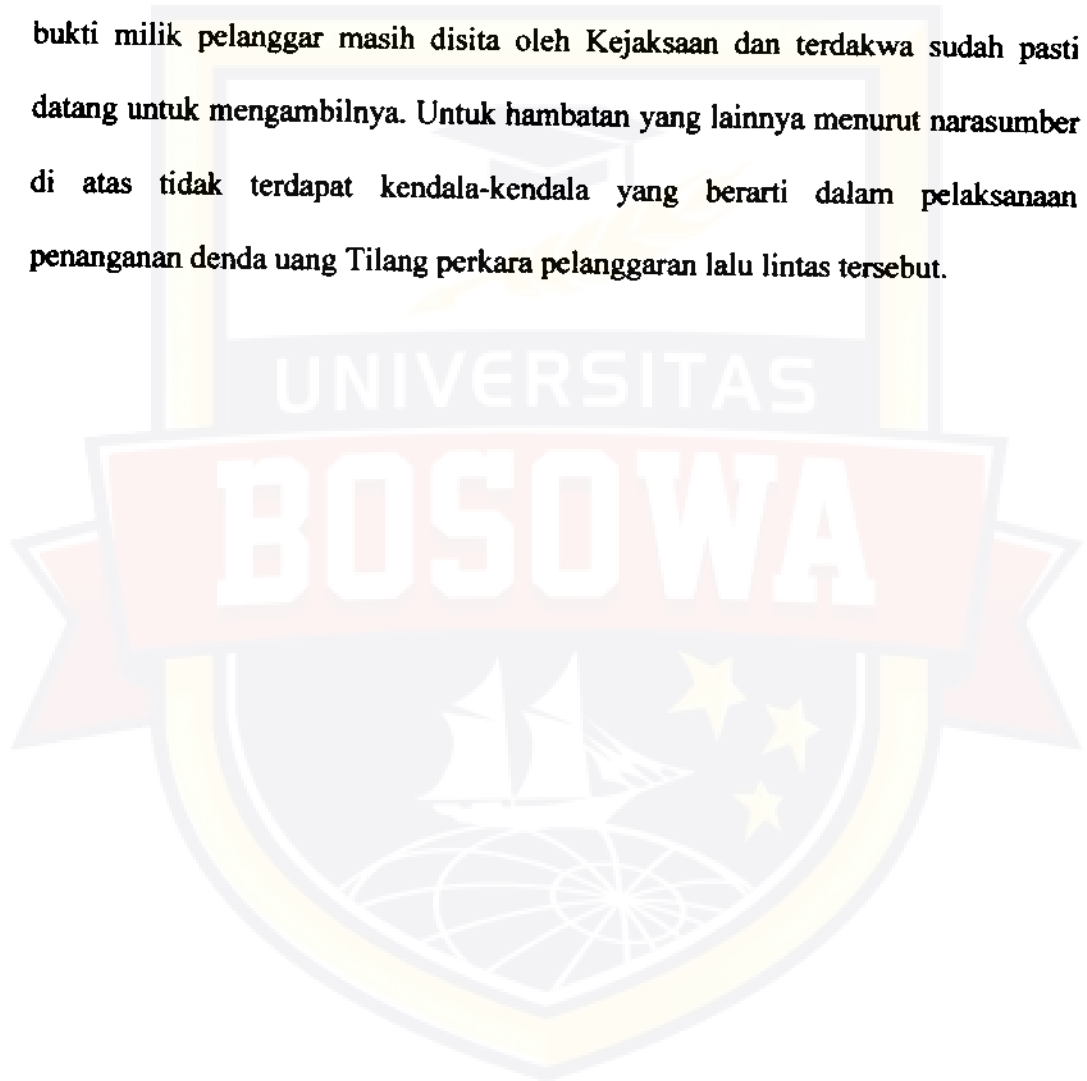 bukti milik pelanggar masih disita oleh Kejaksaan dan terdakwa sudah pasti
datang untuk mengambilnya. Untuk hambatan yang lainnya menurut narasumber
di atas tidak terdapat kendala-kendala yang berarti dalam pelaksanaan
penanganan denda uang Tilang perkara pelanggaran lalu lintas tersebut.
UNIVERSITAS
BOSOWA